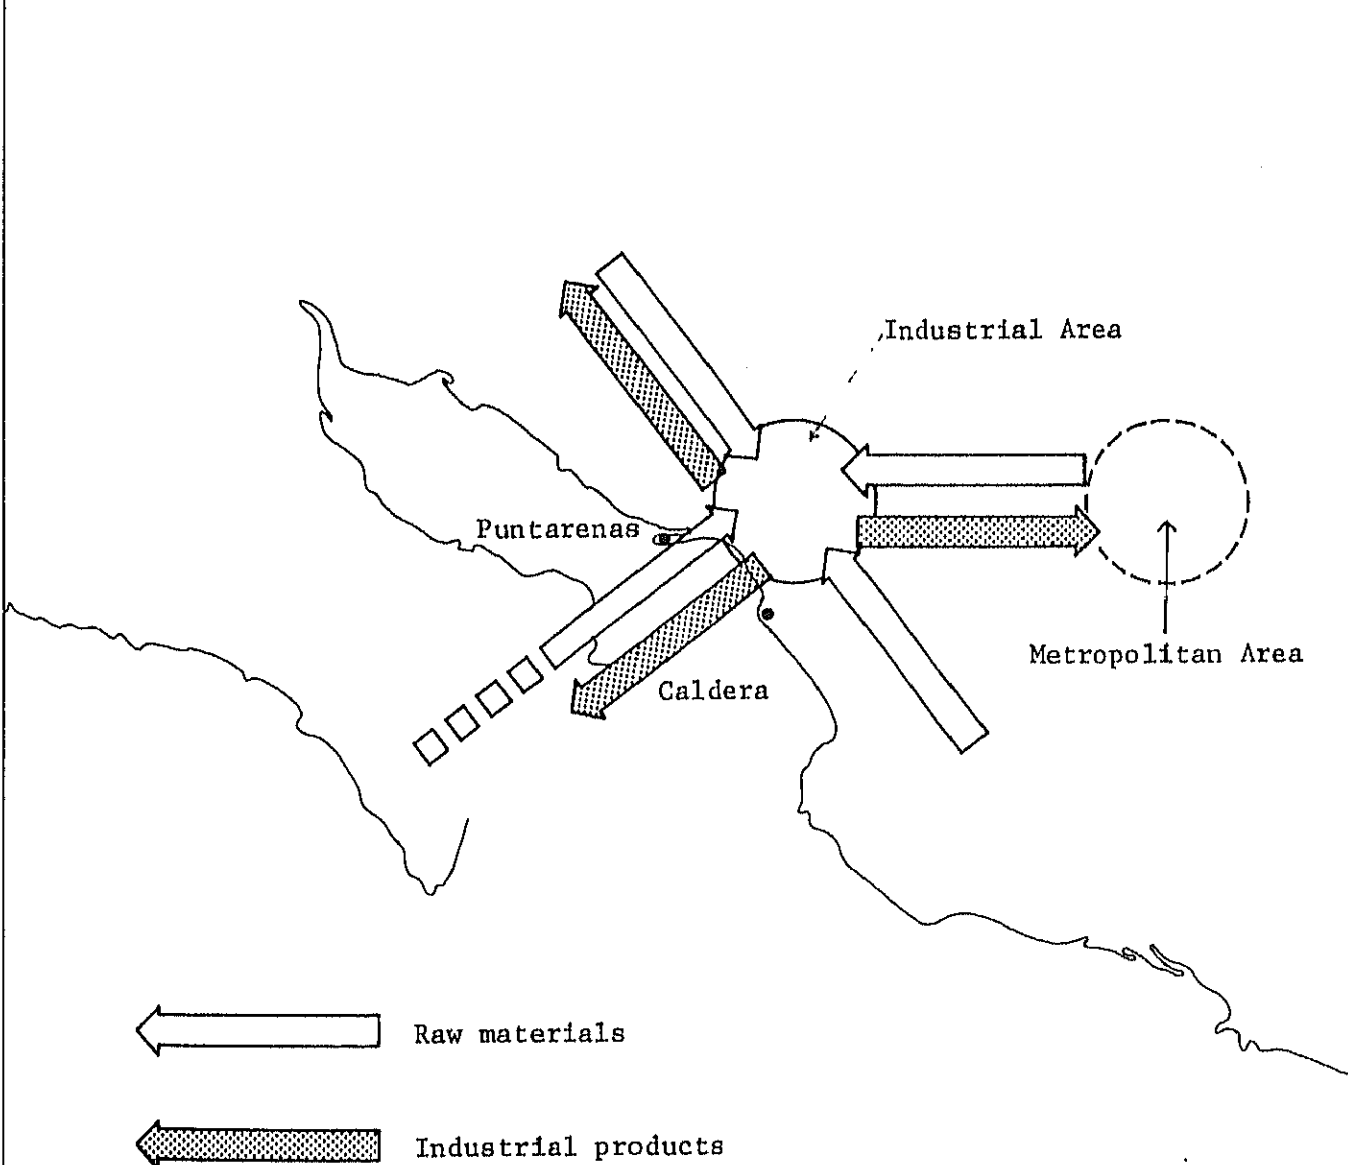 Industrial Area
Puntarenas
Metropolitan Area
Caldera
Raw materials
Industrial products